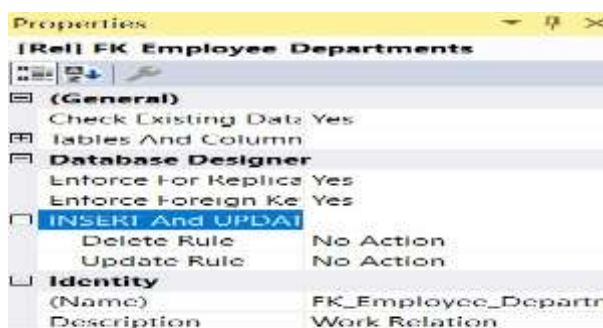 Properties
[Rel] FK Employee Departments
(General)
Check Existing Data Yes
Tables And Column
Database Designer
Enforce For Replica Yes
Enforce Foreign Ke Yes
INSERT And UPDAT
Delete Rule No Action
Update Rule No Action
Identity
(Name) FK_Employee_Departr
Description Work Relation